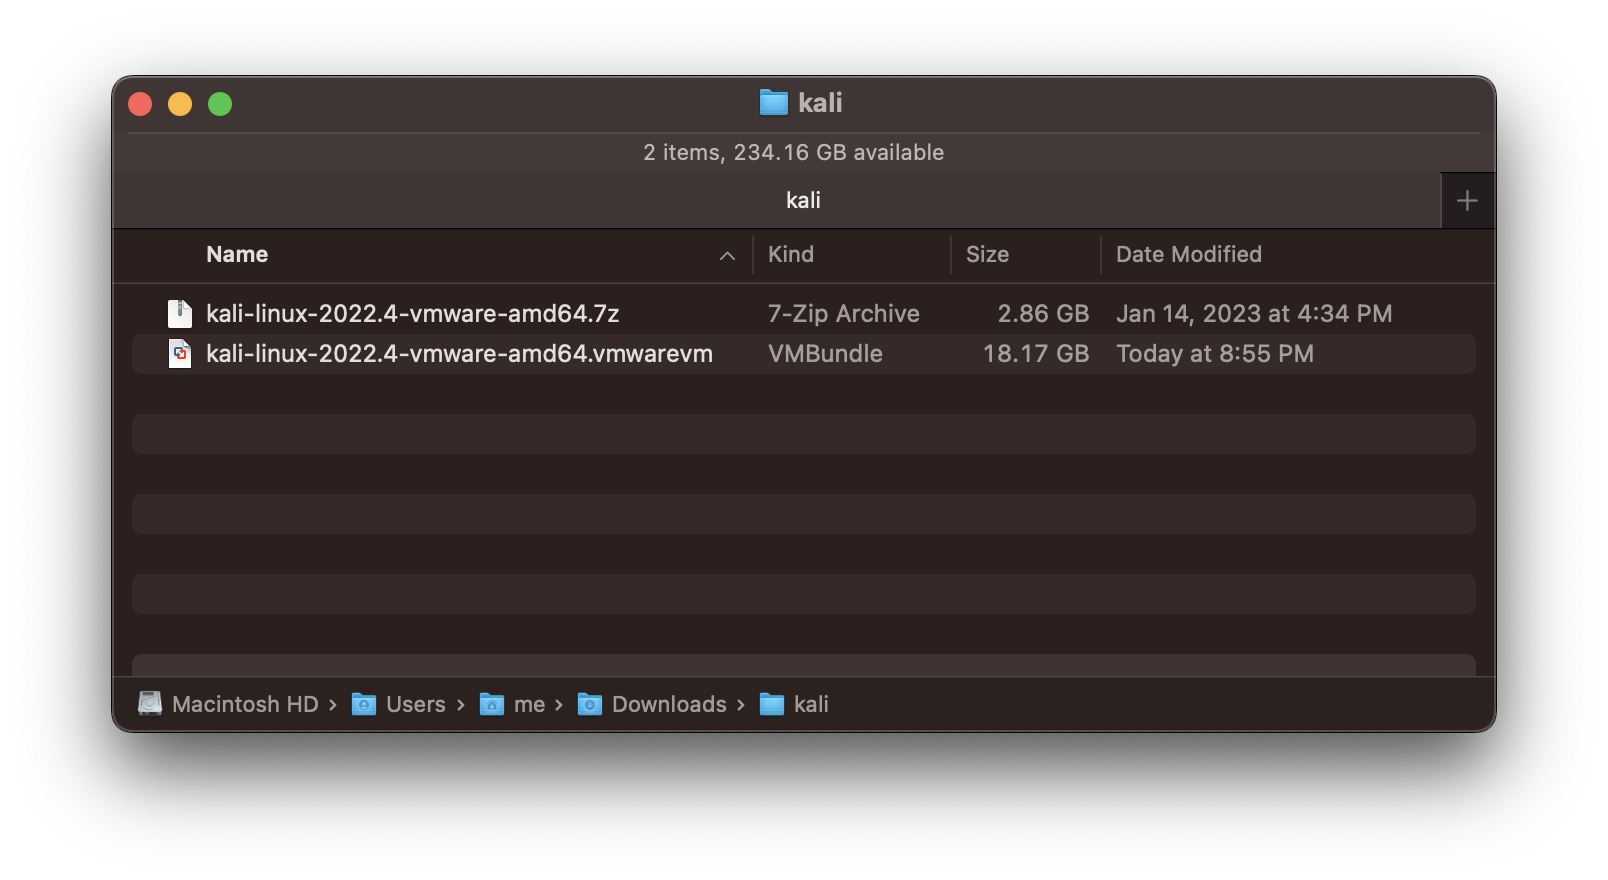 kali
2 items, 234.16 GB available
kali
Name Kind Size Date Modified
kali-linux-2022.4-vmware-amd64.7z 7-Zip Archive 2.86 GB Jan 14, 2023 at 4:34 PM
kali-linux-2022.4-vmware-amd64.vmwarevm VMBundle 18.17 GB Today at 8:55 PM
Macintosh HD › Users › me › Downloads › kali